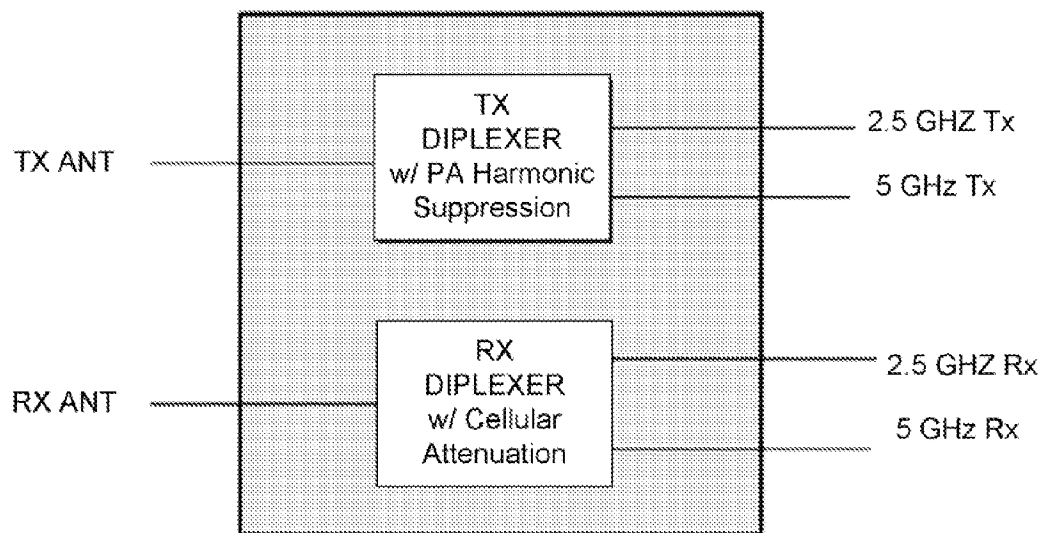 TX ANT
TX
DIPLEXER
w/ PA Harmonic
Suppression
2.5 GHZ Tx
5 GHz Tx
RX ANT
RX
DIPLEXER
w/ Cellular
Attenuation
2.5 GHZ Rx
5 GHz Rx